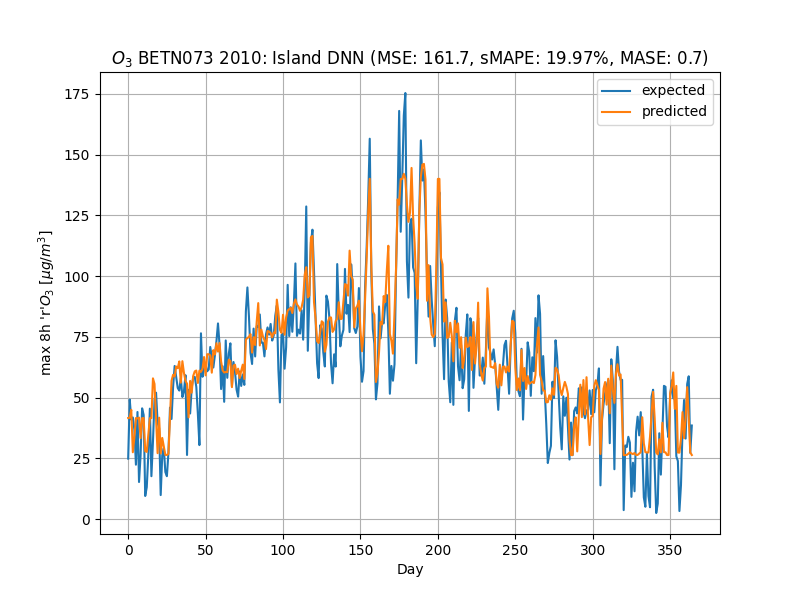 O3 BETN073 2010: Island DNN (MSE: 161.7, sMAPE: 19.97%, MASE: 0.7)
expected
predicted
175
150
125
100
75
50
25
0
max 8h 'r'O3 [μg/m³]
0 50 100 150 200 250 300 350
Day